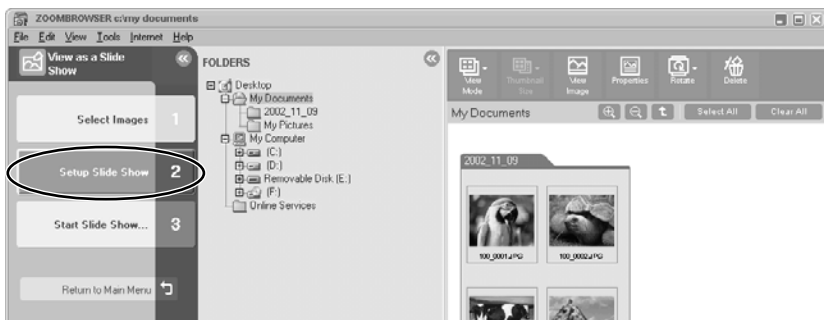 ZOOMBROWSER c:\my documents
File Edit View Tools Internet Help
View as a Slide
Show
Select Images 1
Setup Slide Show 2
Start Slide Show... 3
Return to Main Menu
FOLDERS
Desktop
My Documents
2002_11_09
My Pictures
My Computer
(C:)
(D:)
Removable Disk (E:)
(F:)
Online Services
View
Mode
Thumbnail
Size
View
Image
Properties
Rotate
Delete
My Documents
Select All
Clear All
2002_11_09
100_0001.JPG
100_0002.JPG